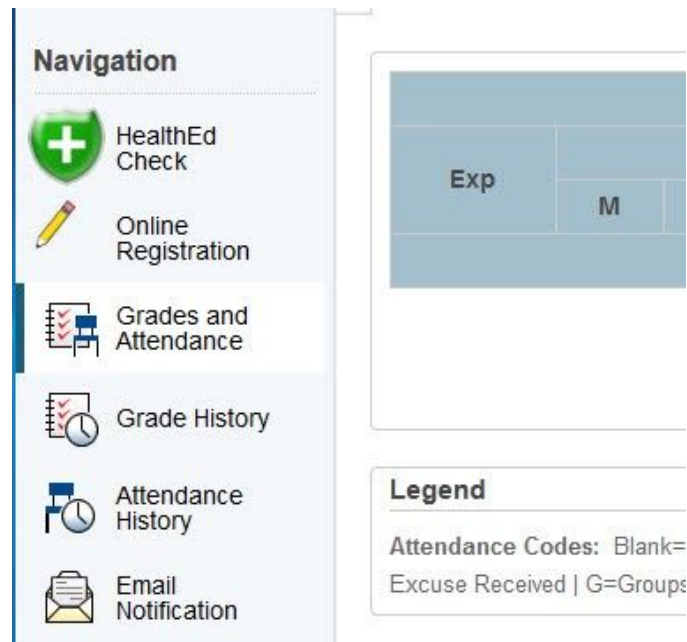 Navigation
HealthEd
Check
Online
Registration
Grades and
Attendance
Grade History
Attendance
History
Email
Notification
Exp
M
Legend
Attendance Codes: Blank=
Excuse Received | G=Groups